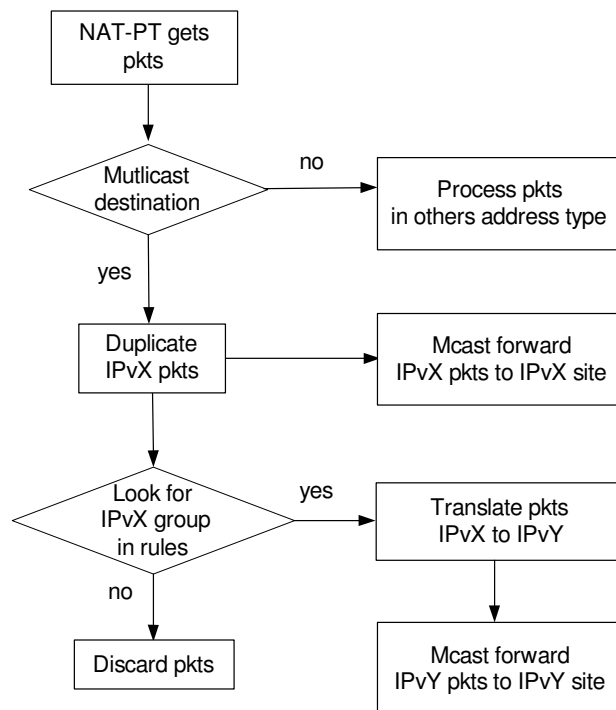 NAT-PT gets
pkts
Mutlicast
destination
no
Process pkts
in others address type
yes
Duplicate
IPvX pkts
Mcast forward
IPvX pkts to IPvX site
Look for
IPvX group
in rules
yes
Translate pkts
IPvX to IPvY
no
Discard pkts
Mcast forward
IPvY pkts to IPvY site